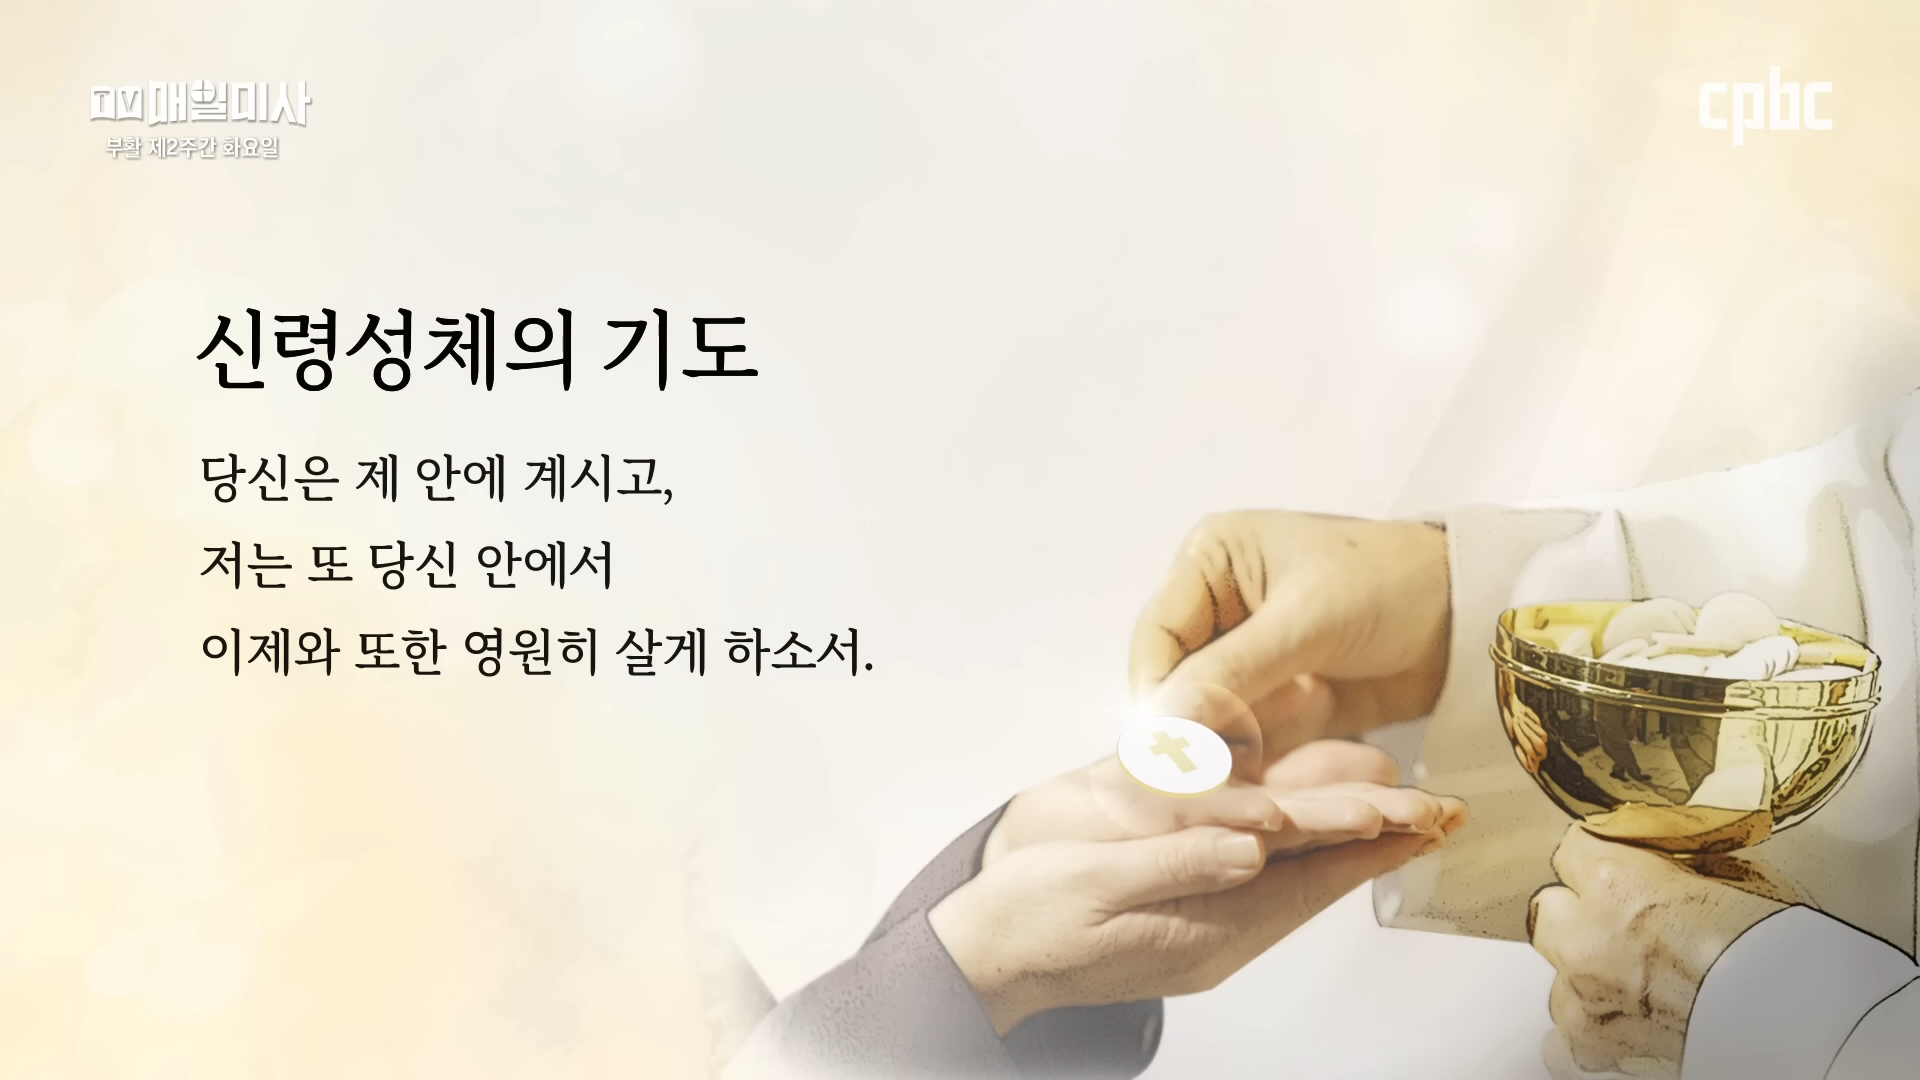 TV매일미사
부활 제2주간 화요일
cpbc
신령성체의 기도
당신은 제 안에 계시고,
저는 또 당신 안에서
이제와 또한 영원히 살게 하소서.